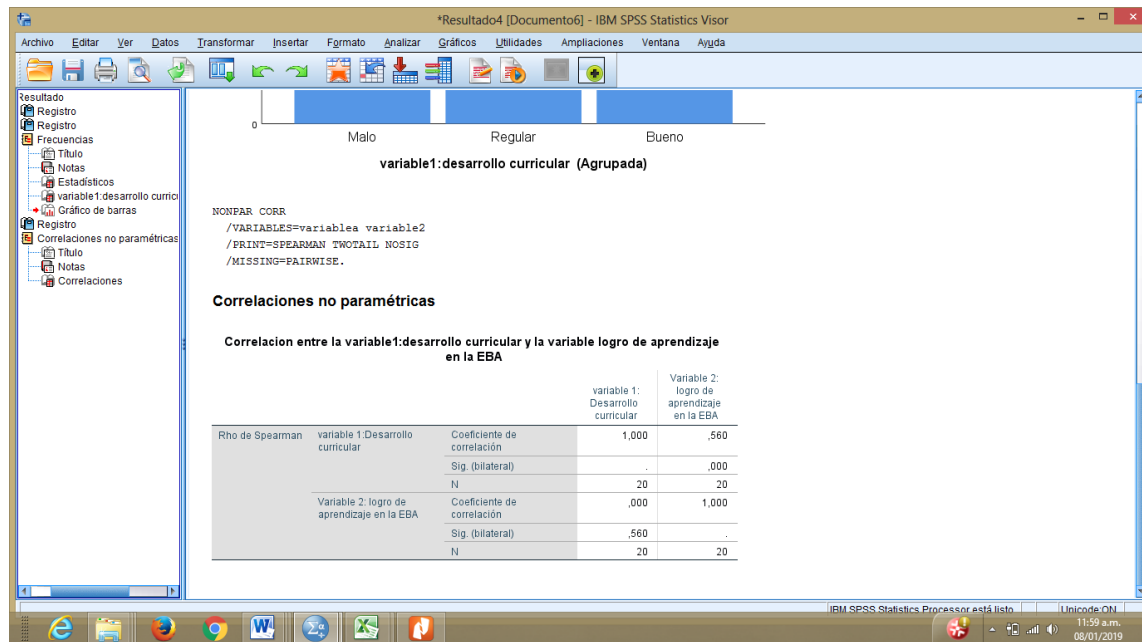 *Resultado4 [Documento6] - IBM SPSS Statistics Visor
Archivo Editar Ver Datos Transformar Insertar Formato Analizar Gráficos Utilidades Ampliaciones Ventana Ayuda
Resultado
Registro
Registro
Frecuencias
Título
Notas
Estadísticos
variable1:desarrollo curric
Gráfico de barras
Registro
Correlaciones no paramétricas
Título
Notas
Correlaciones
0
Malo Regular Bueno
variable1:desarrollo curricular (Agrupada)
NONPAR CORR
/VARIABLES=variablea variable2
/PRINT=SPEARMAN TWOTAIL NOSIG
/MISSING=PAIRWISE.
Correlaciones no paramétricas
Correlacion entre la variable1:desarrollo curricular y la variable logro de aprendizaje
en la EBA
variable 1:
Desarrollo
curricular
Variable 2:
logro de
aprendizaje
en la EBA
Rho de Spearman variable 1:Desarrollo
curricular
Coeficiente de
correlación
1,000 ,560
Sig. (bilateral) . ,000
N 20 20
Variable 2: logro de
aprendizaje en la EBA
Coeficiente de
correlación
,000 1,000
Sig. (bilateral) ,560 .
N 20 20
IBM SPSS Statistics Processor está listo Unicode:ON
11:59 a.m.
08/01/2019